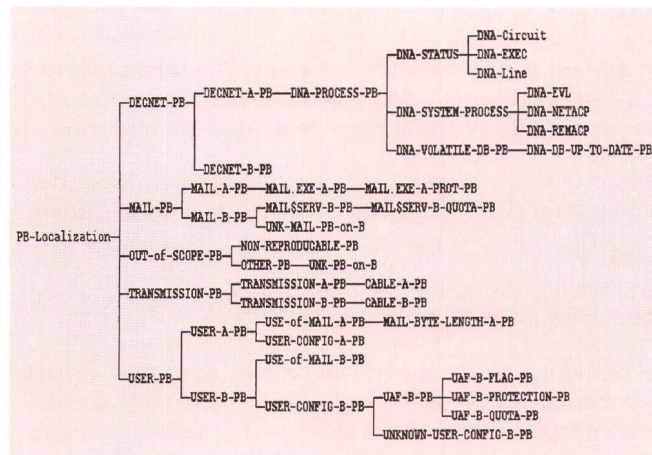 DNA-Circuit
DNA-STATUS DNA-EXEC
DNA-Line
DECNET-A-PB DNA-PROCESS-PB DNA-EVL
DECNET-PB DNA-SYSTEM-PROCESS DNA-NETACP
DNA-REMACP
DNA-VOLATILE-DB-PB DNA-DB-UP-TO-DATE-PB
DECNET-B-PB
MAIL-A-PB MAIL.EXE-A-PB MAIL.EXE-A-PROT-PB
MAIL-PB MAIL$SERV-B-PB MAIL$SERV-B-QUOTA-PB
MAIL-B-PB
UNK-MAIL-PB-on-B
PB-Localization
NON-REPRODUCABLE-PB
OUT-of-SCOPE-PB
OTHER-PB UNK-PB-on-B
TRANSMISSION-A-PB CABLE-A-PB
TRANSMISSION-PB
TRANSMISSION-B-PB CABLE-B-PB
USE-of-MAIL-A-PB MAIL-BYTE-LENGTH-A-PB
USER-A-PB
USER-CONFIG-A-PB
USE-of-MAIL-B-PB
USER-PB
UAF-B-FLAG-PB
USER-B-PB UAF-B-PB UAF-B-PROTECTION-PB
USER-CONFIG-B-PB
UAF-B-QUOTA-PB
UNKNOWN-USER-CONFIG-B-PB